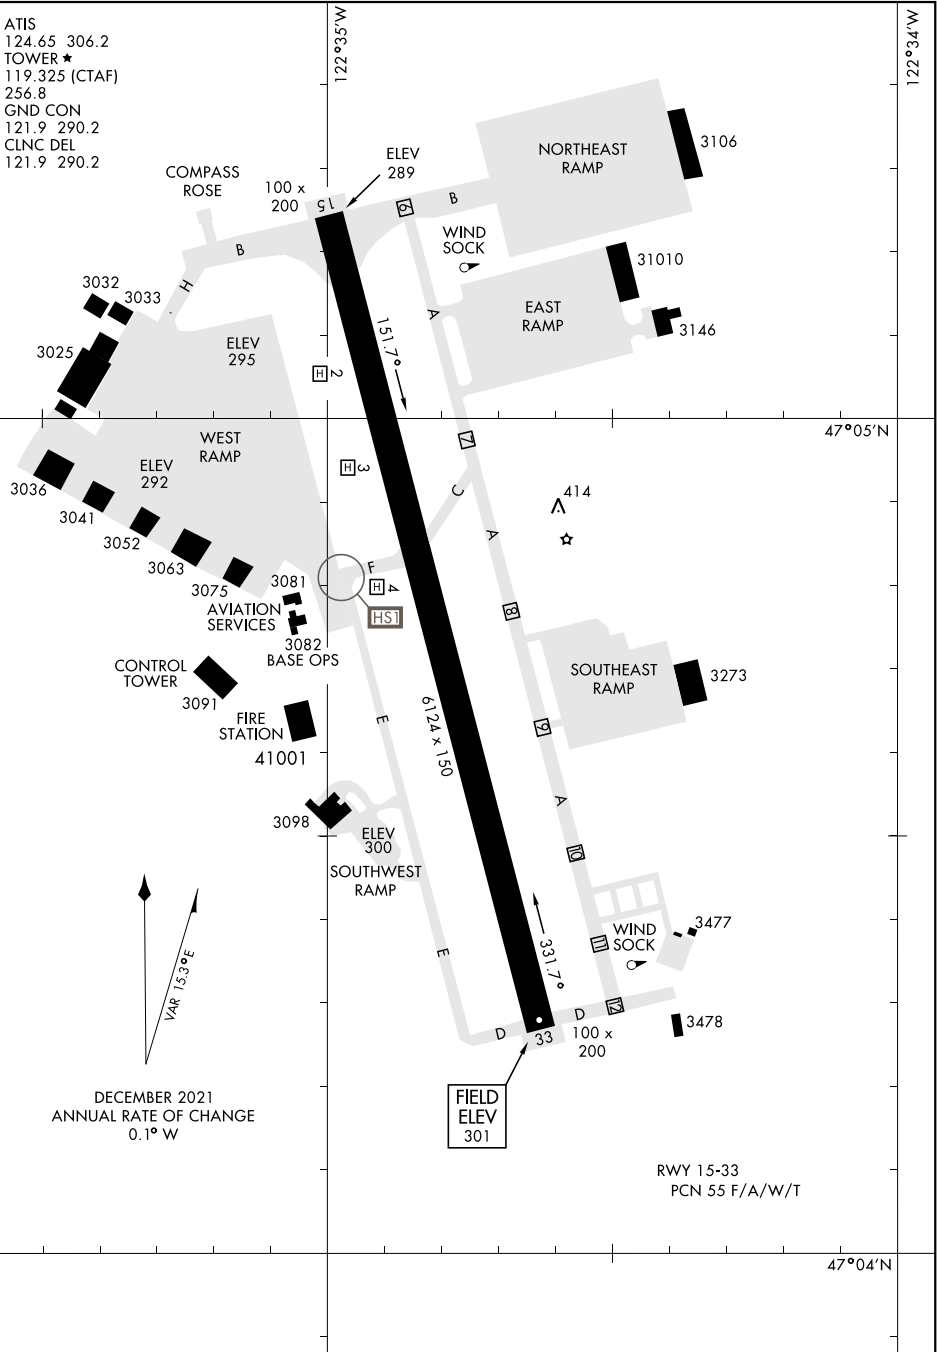 ATIS
124.65 306.2
TOWER ★
119.325 (CTAF)
256.8
GND CON
121.9 290.2
CLNC DEL
121.9 290.2
122°35'W
122°34'W
COMPASS
ROSE
100 x
200
ELEV
289
15
6
B
NORTHEAST
RAMP
3106
WIND
SOCK
B
H
31010
3032
3033
A
EAST
RAMP
3146
3025
ELEV
295
151.7°
H 2
47°05'N
WEST
RAMP
7
3036
ELEV
292
H 3
C
414
3041
3052
A
3063
F
3075
3081
H 4
8
AVIATION
SERVICES
HS1
3082
BASE OPS
CONTROL
TOWER
3091
SOUTHEAST
RAMP
3273
FIRE
STATION
41001
E
6124 x 150
9
A
3098
ELEV
300
10
SOUTHWEST
RAMP
E
331.7°
11
WIND
SOCK
3477
VAR 15.3°E
12
D
33
D
100 x
200
3478
FIELD
ELEV
301
DECEMBER 2021
ANNUAL RATE OF CHANGE
0.1° W
RWY 15-33
PCN 55 F/A/W/T
47°04'N